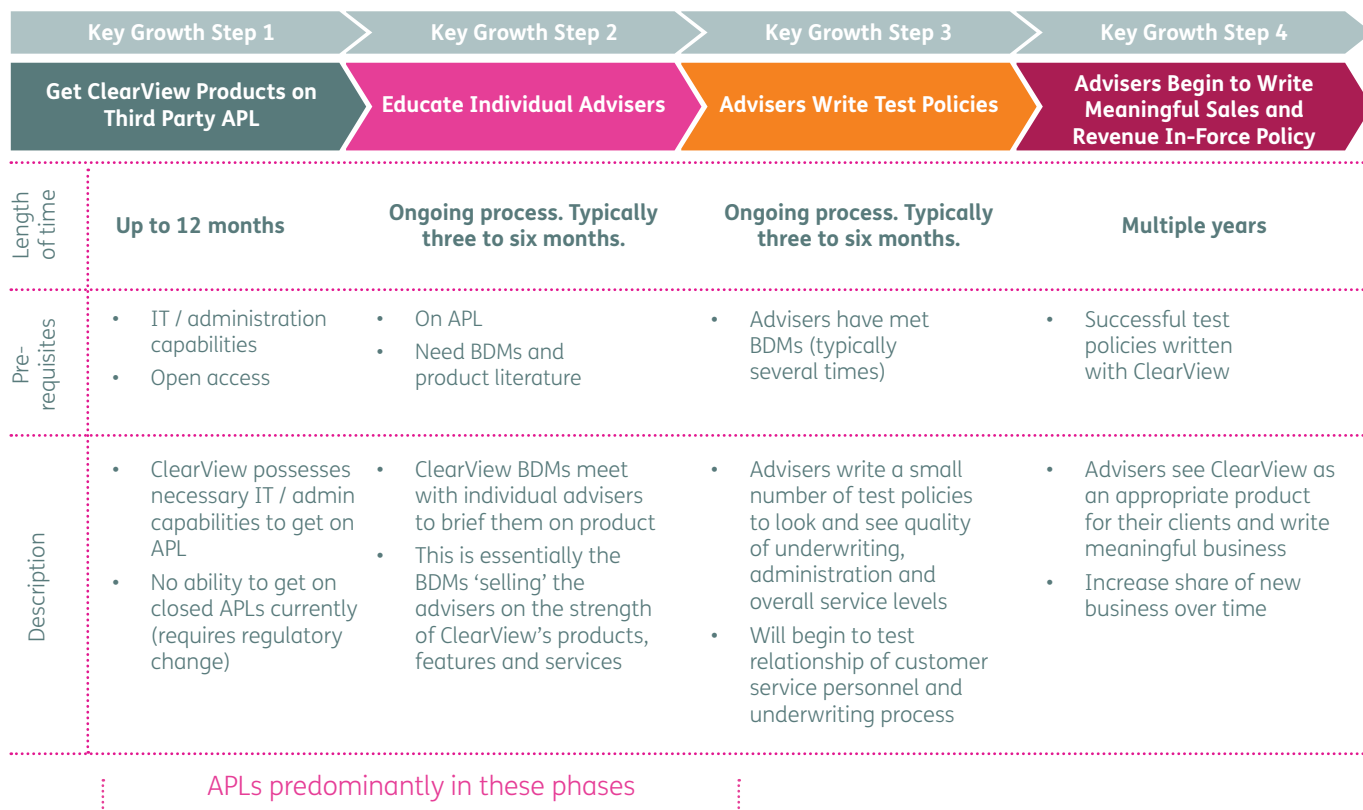 Key Growth Step 1
Key Growth Step 2
Key Growth Step 3
Key Growth Step 4
Get ClearView Products on
Third Party APL
Educate Individual Advisers
Advisers Write Test Policies
Advisers Begin to Write
Meaningful Sales and
Revenue In-Force Policy
Length
of time
Up to 12 months
Ongoing process. Typically
three to six months.
Ongoing process. Typically
three to six months.
Multiple years
Pre-
requisites
• IT / administration
capabilities
• Open access
• On APL
• Need BDMs and
product literature
• Advisers have met
BDMs (typically
several times)
• Successful test
policies written
with ClearView
Description
• ClearView possesses
necessary IT / admin
capabilities to get on
APL
• No ability to get on
closed APLs currently
(requires regulatory
change)
• ClearView BDMs meet
with individual advisers
to brief them on product
• This is essentially the
BDMs ‘selling’ the
advisers on the strength
of ClearView’s products,
features and services
• Advisers write a small
number of test policies
to look and see quality
of underwriting,
administration and
overall service levels
• Will begin to test
relationship of customer
service personnel and
underwriting process
• Advisers see ClearView as
an appropriate product
for their clients and write
meaningful business
• Increase share of new
business over time
APLs predominantly in these phases